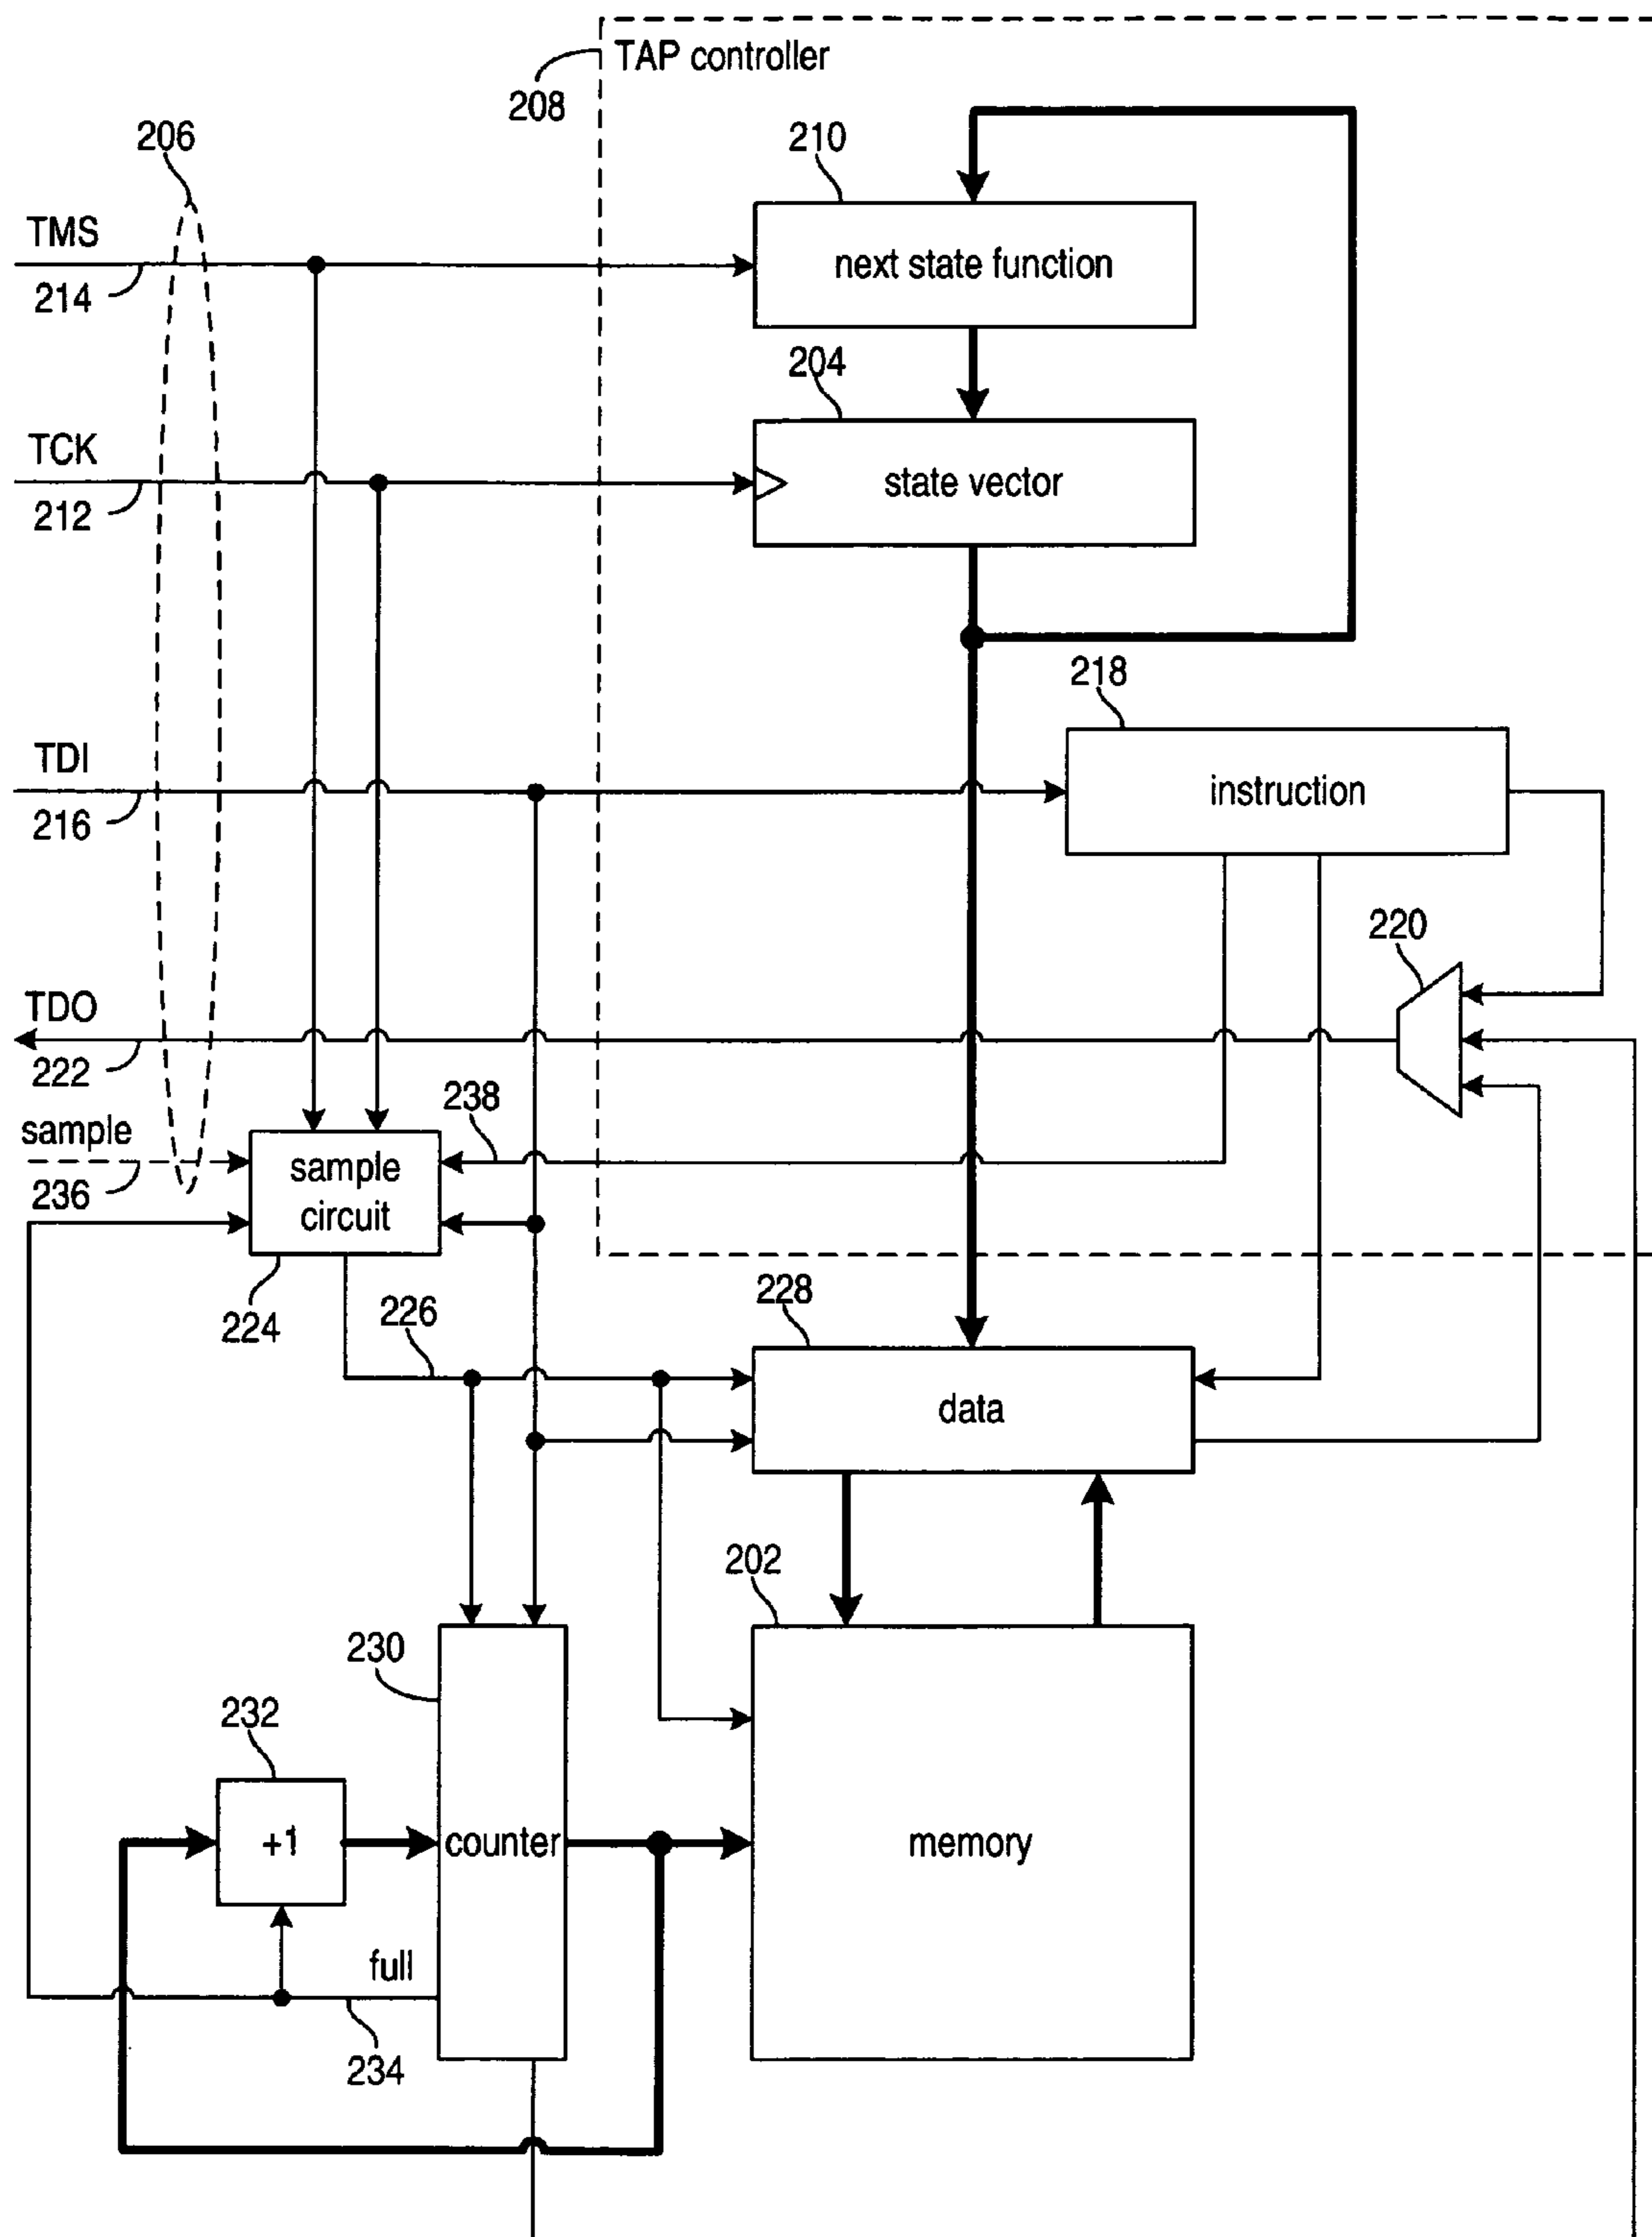 TAP controller
208
206
210
TMS
next state function
214
204
TCK
state vector
212
218
TDI
instruction
216
220
TDO
222
238
sample
sample
circuit
236
228
224
226
data
202
230
232
+1
counter
memory
full
234